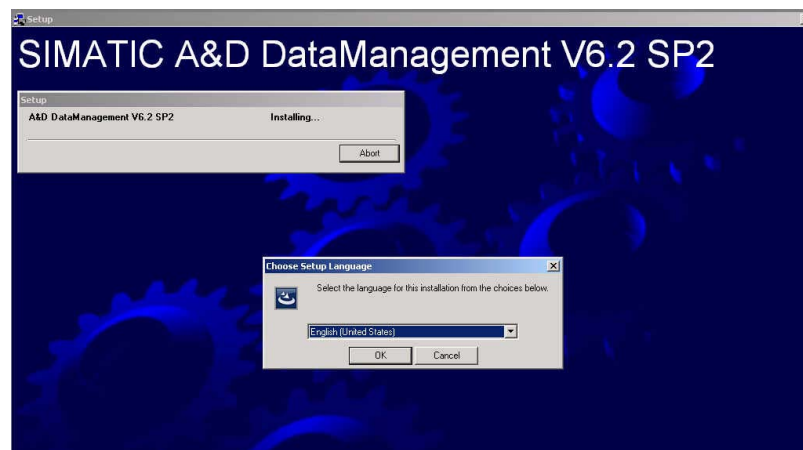 Setup
SIMATIC A&D DataManagement V6.2 SP2
Setup
A&D DataManagement V6.2 SP2 Installing...
Abort
Choose Setup Language
Select the language for this installation from the choices below.
English (United States)
OK Cancel